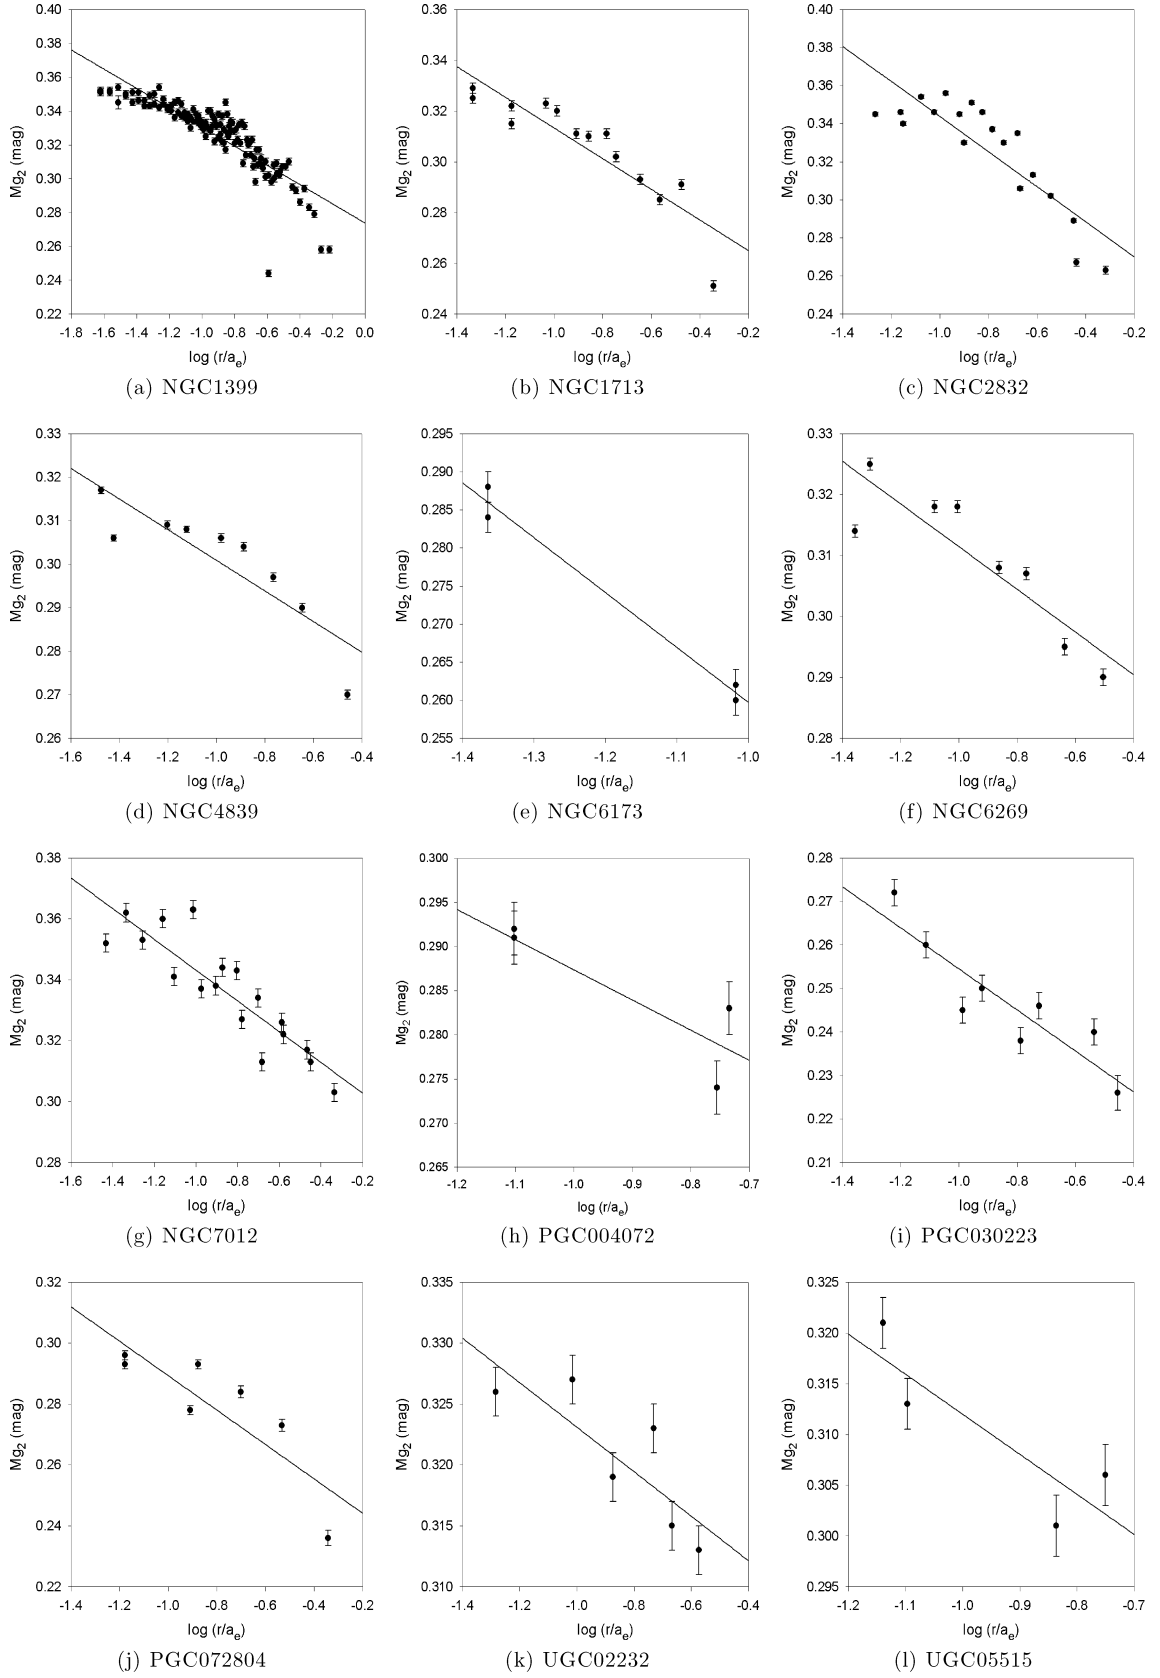 0.40
0.38
0.36
0.34
0.32
0.30
0.28
0.26
0.24
0.22
Mg2 (mag)
-1.8 -1.6 -1.4 -1.2 -1.0 -0.8 -0.6 -0.4 -0.2 0.0
log (r/ae)
(a) NGC1399
0.36
0.34
0.32
0.30
0.28
0.26
0.24
Mg2 (mag)
-1.4 -1.2 -1.0 -0.8 -0.6 -0.4 -0.2
log (r/ae)
(b) NGC1713
0.40
0.38
0.36
0.34
0.32
0.30
0.28
0.26
0.24
Mg2 (mag)
-1.4 -1.2 -1.0 -0.8 -0.6 -0.4 -0.2
log (r/ae)
(c) NGC2832
0.33
0.32
0.31
0.30
0.29
0.28
0.27
0.26
Mg2 (mag)
-1.6 -1.4 -1.2 -1.0 -0.8 -0.6 -0.4
log (r/ae)
(d) NGC4839
0.295
0.290
0.285
0.280
0.275
0.270
0.265
0.260
0.255
Mg2 (mag)
-1.4 -1.3 -1.2 -1.1 -1.0
log (r/ae)
(e) NGC6173
0.33
0.32
0.31
0.30
0.29
0.28
Mg2 (mag)
-1.4 -1.2 -1.0 -0.8 -0.6 -0.4
log (r/ae)
(f) NGC6269
0.38
0.36
0.34
0.32
0.30
0.28
Mg2 (mag)
-1.6 -1.4 -1.2 -1.0 -0.8 -0.6 -0.4 -0.2
log (r/ae)
(g) NGC7012
0.300
0.295
0.290
0.285
0.280
0.275
0.270
0.265
Mg2 (mag)
-1.2 -1.1 -1.0 -0.9 -0.8 -0.7
log (r/ae)
(h) PGC004072
0.28
0.27
0.26
0.25
0.24
0.23
0.22
0.21
Mg2 (mag)
-1.4 -1.2 -1.0 -0.8 -0.6 -0.4
log (r/ae)
(i) PGC030223
0.32
0.30
0.28
0.26
0.24
0.22
Mg2 (mag)
-1.4 -1.2 -1.0 -0.8 -0.6 -0.4 -0.2
log (r/ae)
(j) PGC072804
0.335
0.330
0.325
0.320
0.315
0.310
Mg2 (mag)
-1.4 -1.2 -1.0 -0.8 -0.6 -0.4
log (r/ae)
(k) UGC02232
0.325
0.320
0.315
0.310
0.305
0.300
0.295
Mg2 (mag)
-1.2 -1.1 -1.0 -0.9 -0.8 -0.7
log (r/ae)
(l) UGC05515